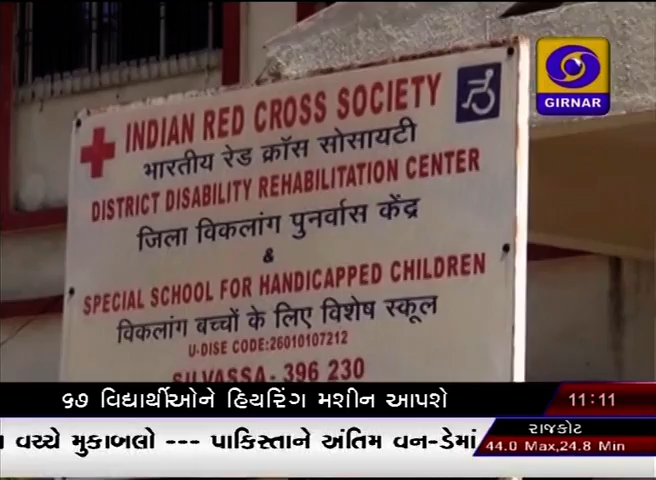 GIRNAR
INDIAN RED CROSS SOCIETY
भारतीय रेड क्रॉस सोसायटी
DISTRICT DISABILITY REHABILITATION CENTER
जिला विकलांग पुनर्वास केंद्र
&
SPECIAL SCHOOL FOR HANDICAPPED CHILDREN
विकलांग बच्चों के लिए विशेष स्कूल
U-DISE CODE:26010107212
SILVASSA - 396 230
૬૭ વિદ્યાર્થીઓને હિયરિંગ મશીન આપશે
11:11
વચ્ચે મુકાબલો --- પાકિસ્તાને અંતિમ વન-ડેમાં
રાજકોટ
44.0 Max,24.8 Min